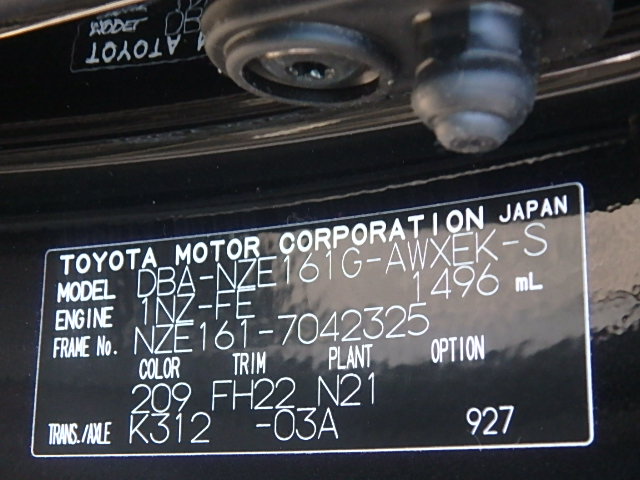 TOYOTA MOTOR CORPORATION JAPAN
MODEL DBA-NZE161G-AWXEK-S
ENGINE 1NZ-FE 1496 mL
FRAME No. NZE161-7042325
COLOR TRIM PLANT OPTION
209 FH22 N21
TRANS./AXLE K312 -03A 927